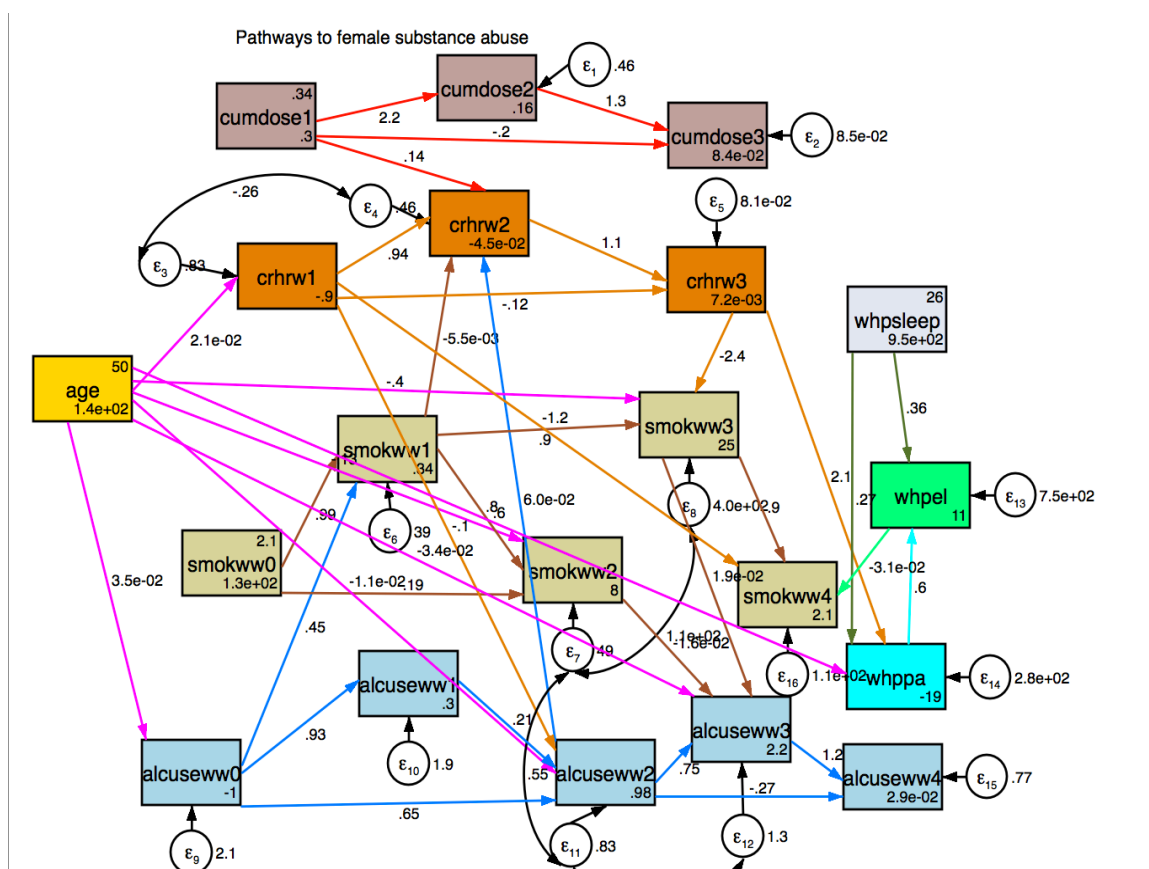 Pathways to female substance abuse
ε1 .46
cumdose2
.16
.34
cumdose1
.3
2.2
1.3
-.2
cumdose3
8.4e-02
ε2 8.5e-02
.14
-.26
ε4 .46
ε5 8.1e-02
crhrw2
-4.5e-02
ε3 .83
.94
1.1
crhrw1
-.9
crhrw3
7.2e-03
-.12
26
whpsleep
9.5e+02
2.1e-02
-5.5e-03
-2.4
50
age
1.4e+02
-.4
.36
-1.2
.9
smokww3
25
smokww1
.34
2.1
.27
whpel
11
ε13 7.5e+02
.8
.6
6.0e-02
ε8 4.0e+02
.9
.99
ε6 39
-.1
-3.4e-02
2.1
smokww0
1.3e+02
smokww2
8
-3.1e-02
.6
3.5e-02
-1.1e-02
.19
1.9e-02
smokww4
2.1
.45
1.1e+02
-1.6e-02
ε7 49
ε16 1.1e+02
whppa
-19
ε14 2.8e+02
alcuseww1
.3
.21
.93
alcuseww3
2.2
alcuseww0
-1
ε10 1.9
.55
alcuseww2
.98
.75
1.2
alcuseww4
2.9e-02
ε15 .77
-.27
.65
ε9 2.1
ε11 .83
ε12 1.3